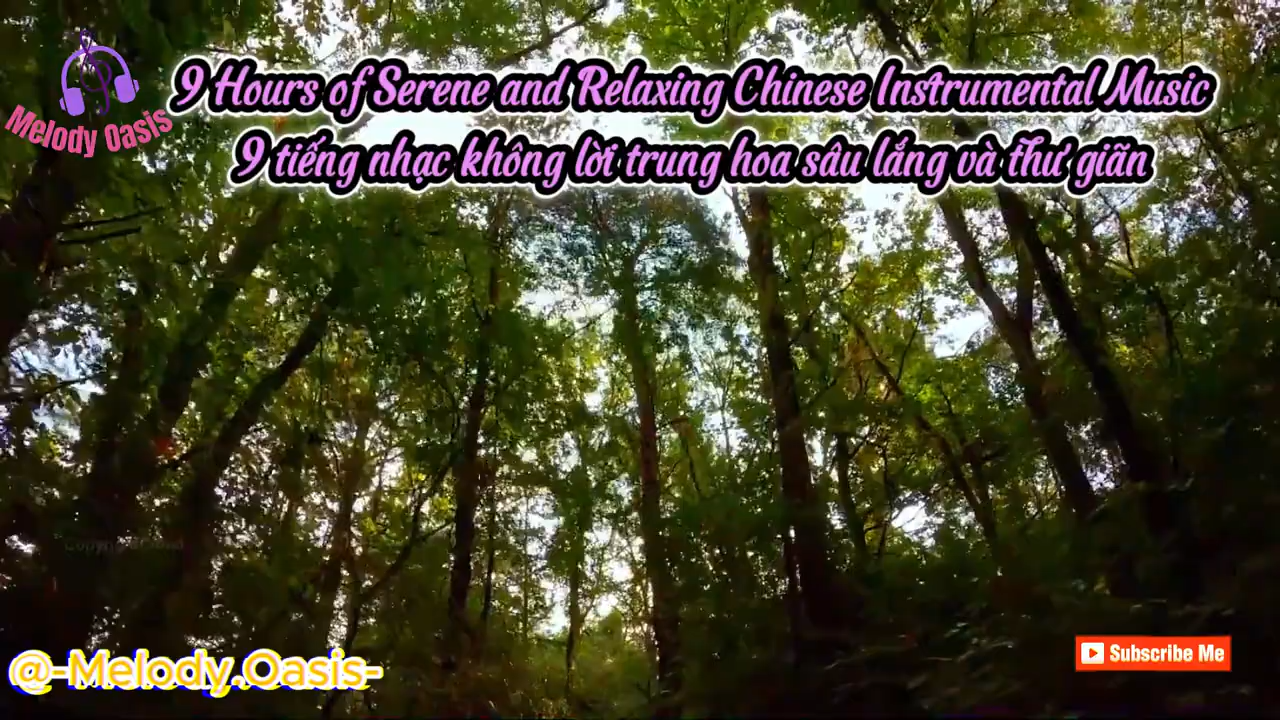 Melody Oasis
9 Hours of Serene and Relaxing Chinese Instrumental Music
9 tiếng nhạc không lời trung hoa sâu lắng và thư giãn
@-Melody.Oasis-
Subscribe Me